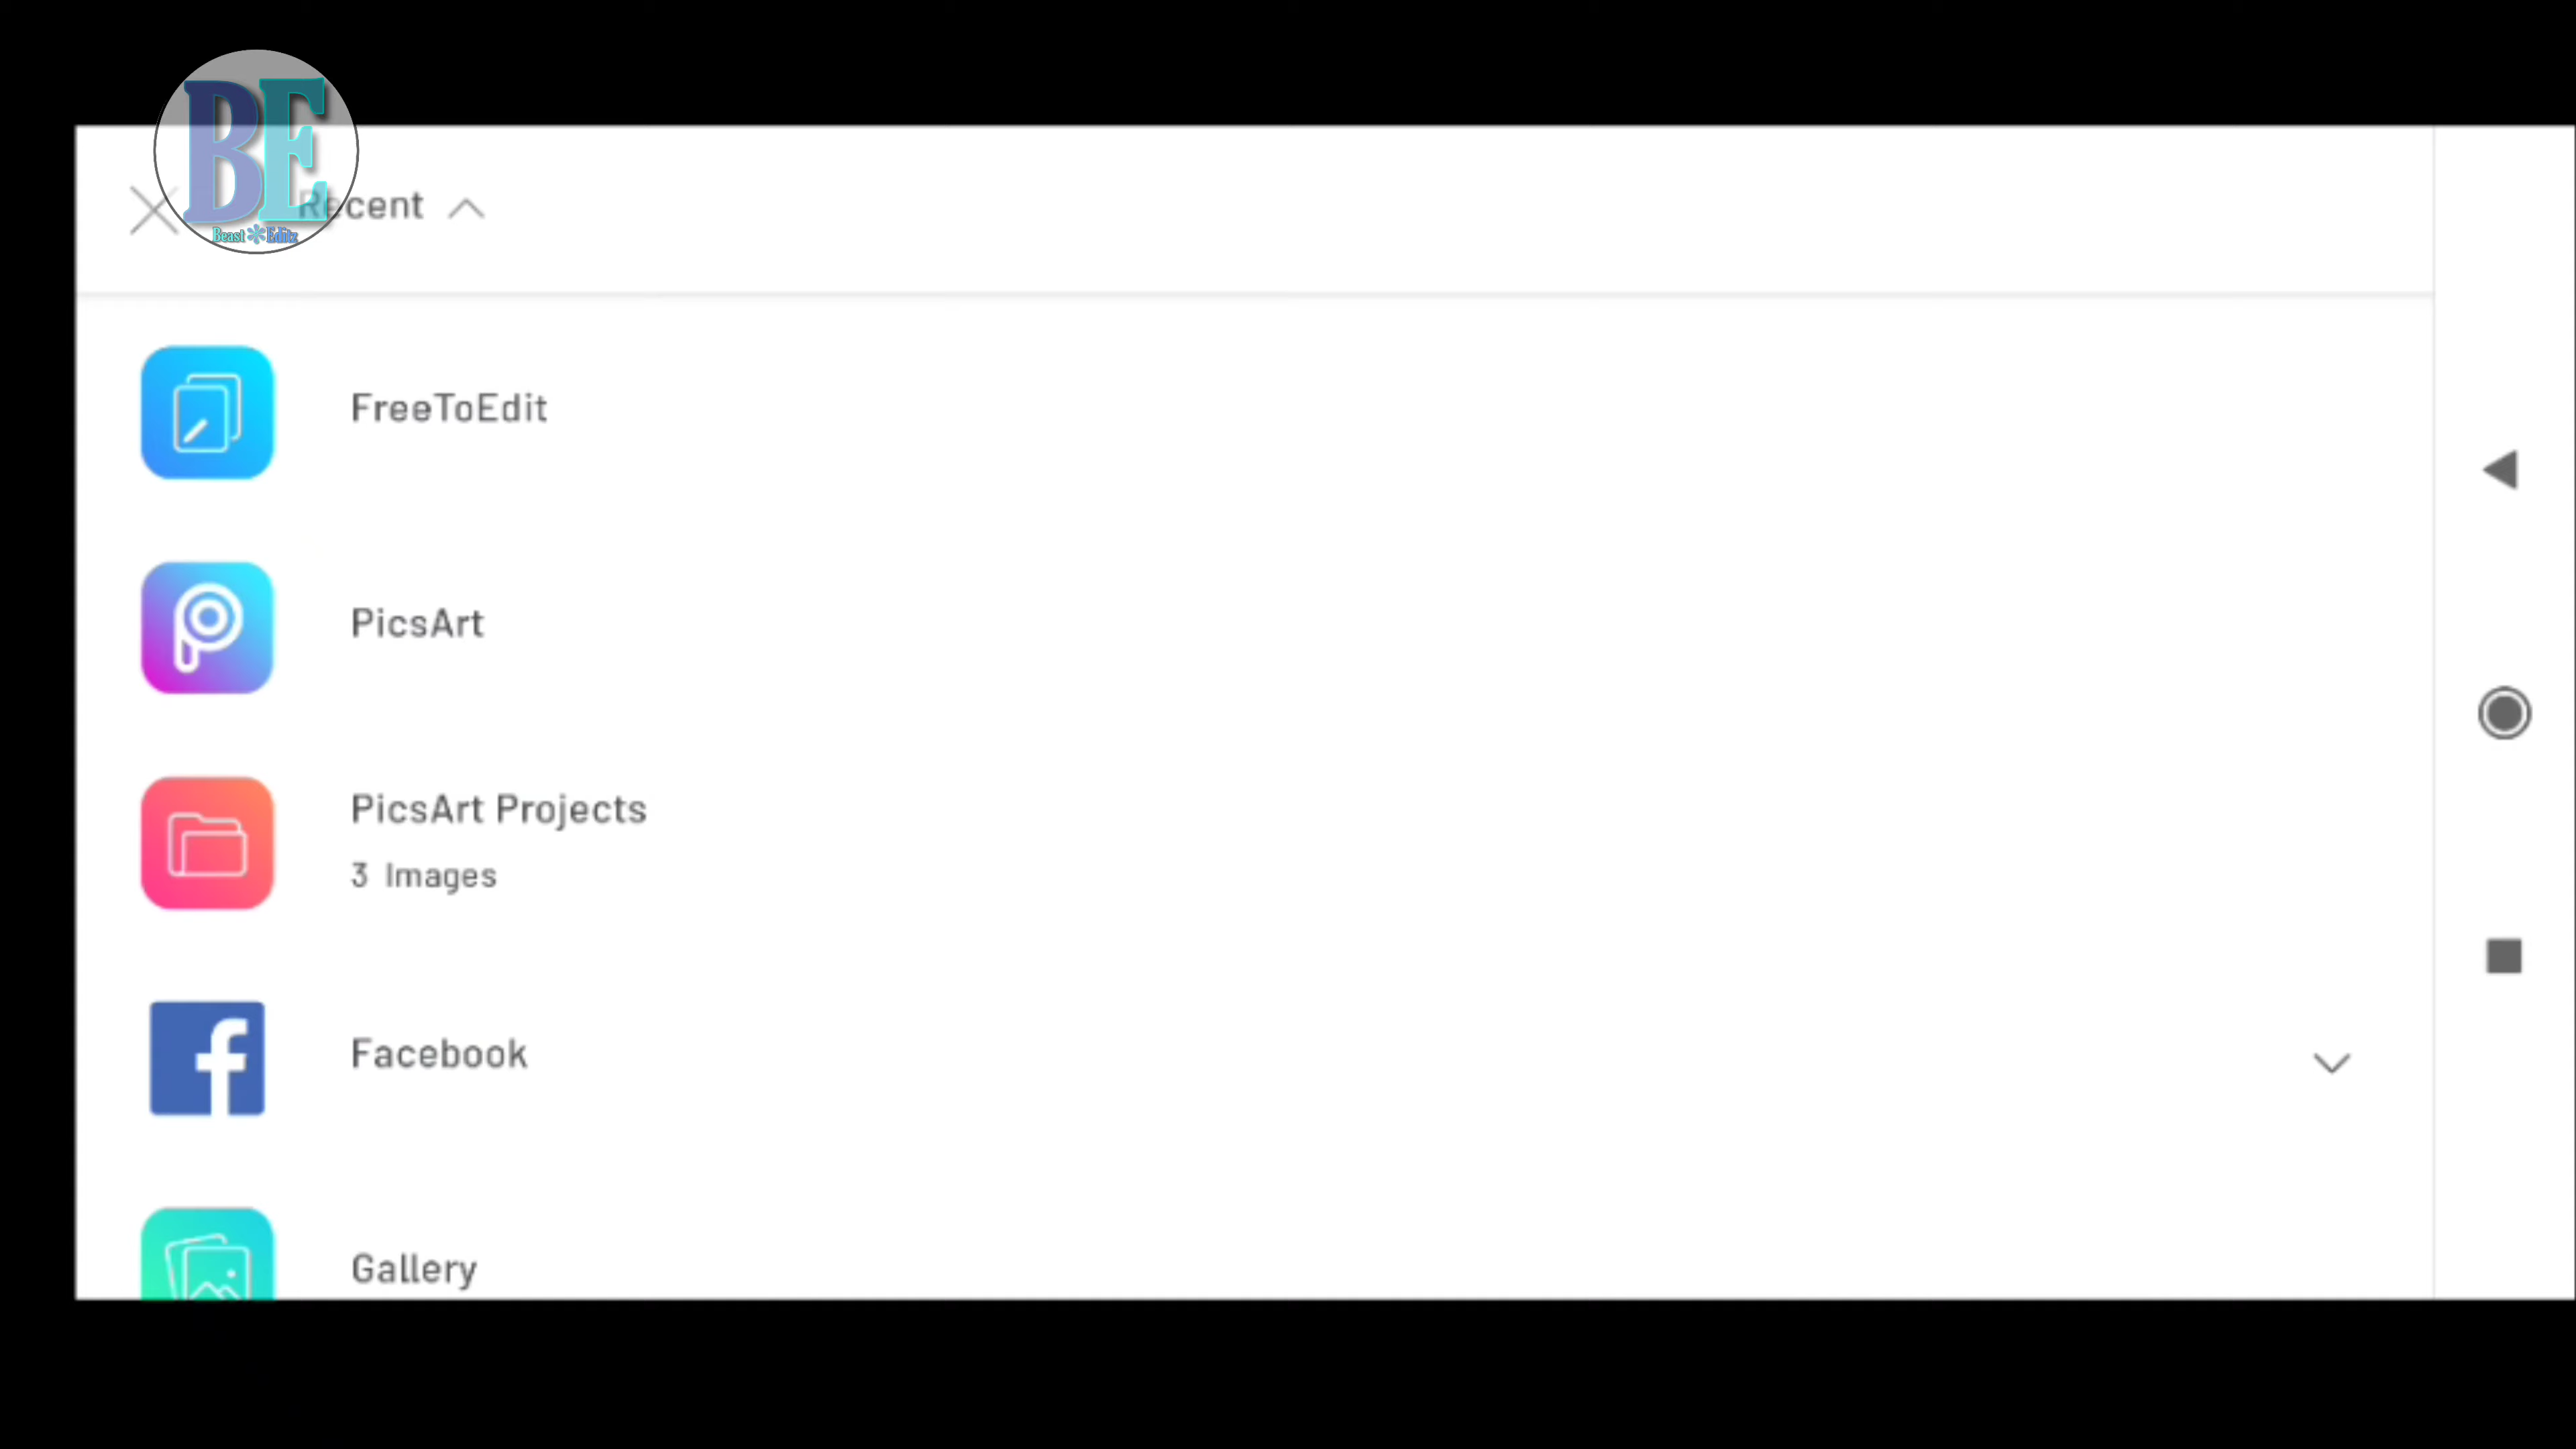 BE
Beast Editz
Recent
FreeToEdit
PicsArt
PicsArt Projects
3 Images
Facebook
Gallery